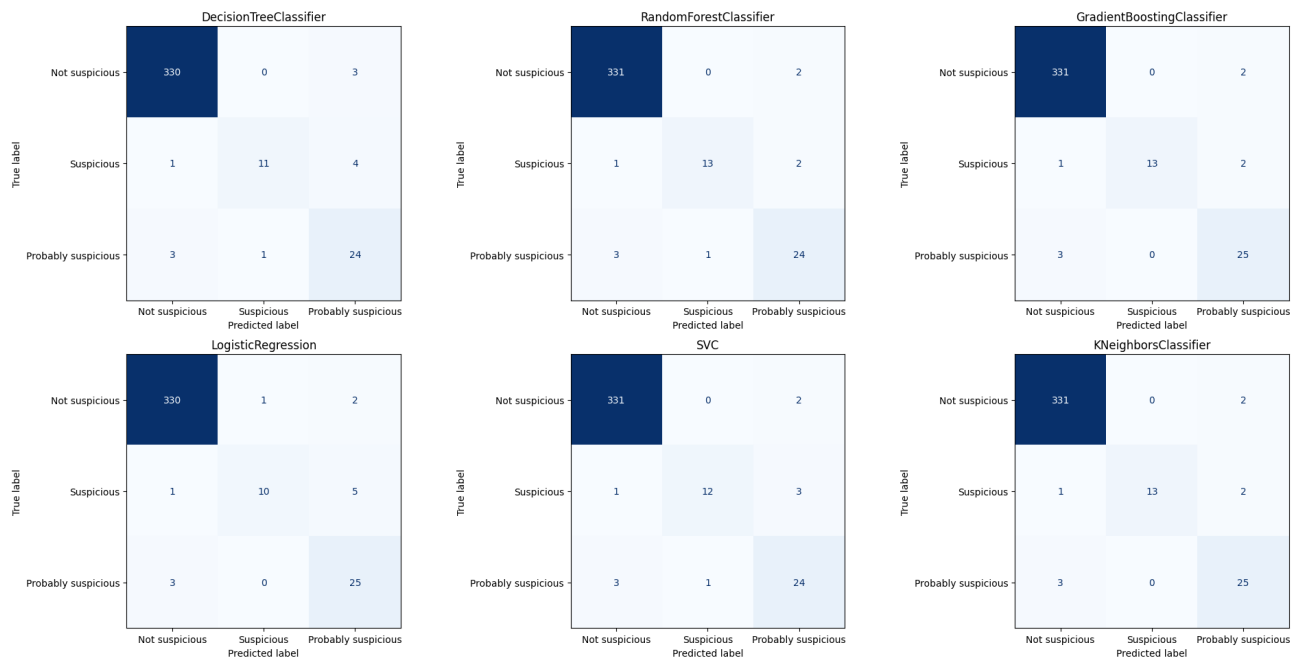 DecisionTreeClassifier
True label
Not suspicious
330 0 3
Suspicious
1 11 4
Probably suspicious
3 1 24
Not suspicious Suspicious Probably suspicious
Predicted label
RandomForestClassifier
True label
Not suspicious
331 0 2
Suspicious
1 13 2
Probably suspicious
3 1 24
Not suspicious Suspicious Probably suspicious
Predicted label
GradientBoostingClassifier
True label
Not suspicious
331 0 2
Suspicious
1 13 2
Probably suspicious
3 0 25
Not suspicious Suspicious Probably suspicious
Predicted label
LogisticRegression
True label
Not suspicious
330 1 2
Suspicious
1 10 5
Probably suspicious
3 0 25
Not suspicious Suspicious Probably suspicious
Predicted label
SVC
True label
Not suspicious
331 0 2
Suspicious
1 12 3
Probably suspicious
3 1 24
Not suspicious Suspicious Probably suspicious
Predicted label
KNeighborsClassifier
True label
Not suspicious
331 0 2
Suspicious
1 13 2
Probably suspicious
3 0 25
Not suspicious Suspicious Probably suspicious
Predicted label